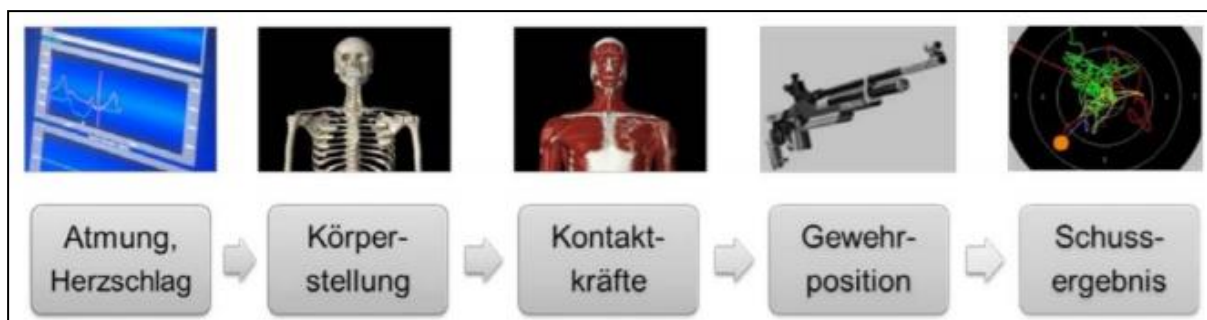 Atmung,
Herzschlag
Körper-
stellung
Kontakt-
kräfte
Gewehr-
position
Schuss-
ergebnis